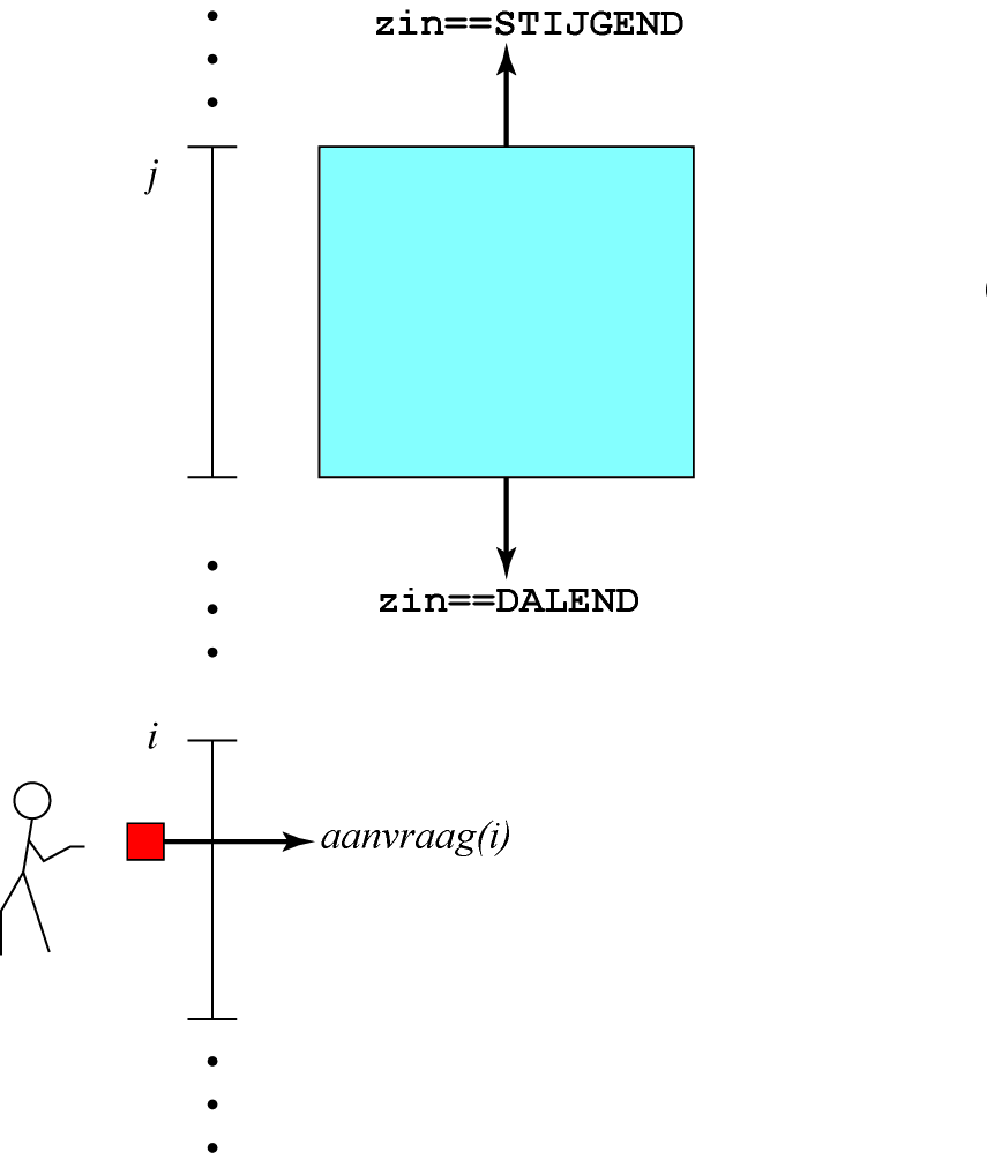 zin==STIJGEND
j
zin==DALEND
i
aanvraag(i)